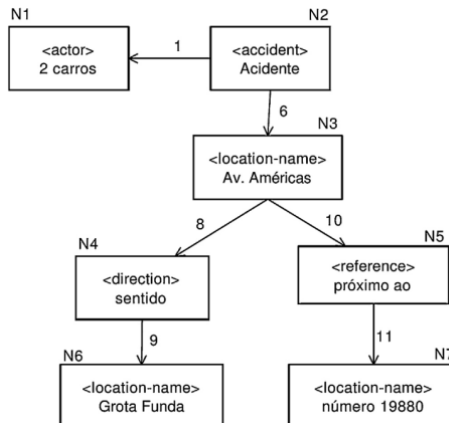 N1
<actor>
2 carros
1
N2
<accident>
Acidente
6
N3
<location-name>
Av. Américas
8
10
N4
<direction>
sentido
N5
<reference>
próximo ao
9
11
N6
<location-name>
Grota Funda
N7
<location-name>
número 19880